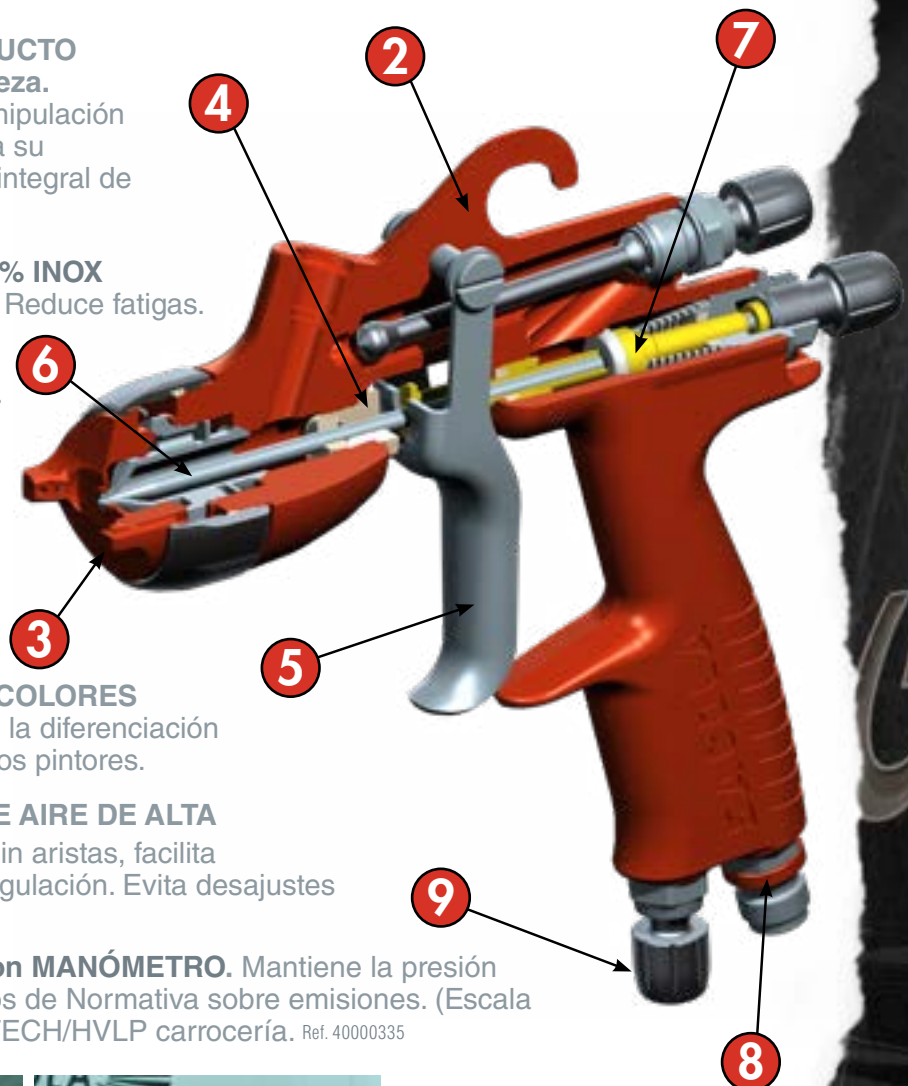 UCTO
eza.
nipulación
a su
integral de
% INOX
Reduce fatigas.
2
7
4
6
3
5
COLORES
la diferenciación
os pintores.
E AIRE DE ALTA
in aristas, facilita
gulación. Evita desajustes
9
on MANÓMETRO. Mantiene la presión
os de Normativa sobre emisiones. (Escala
TECH/HVLP carrocería. Ref. 40000335
8